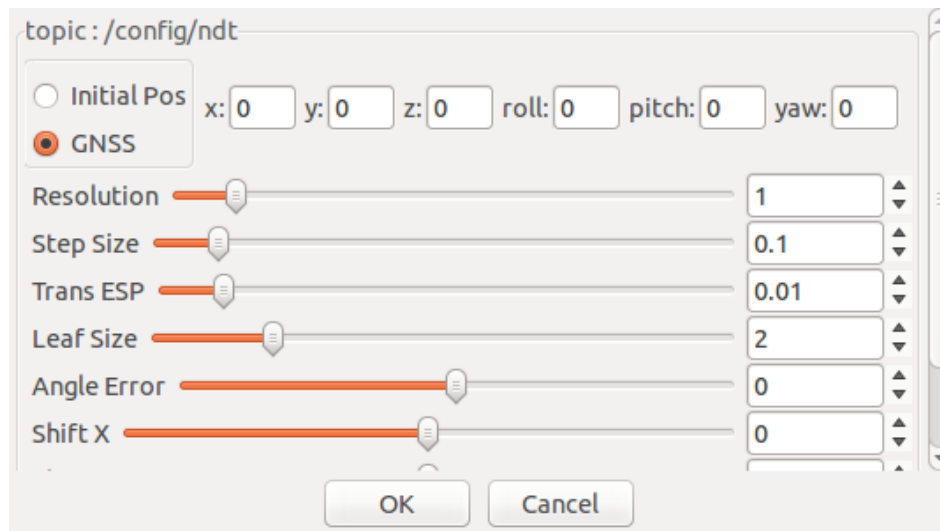 topic : /config/ndt
Initial Pos
GNSS
x: 0 y: 0 z: 0 roll: 0 pitch: 0 yaw: 0
Resolution 1
Step Size 0.1
Trans ESP 0.01
Leaf Size 2
Angle Error 0
Shift X 0
OK Cancel